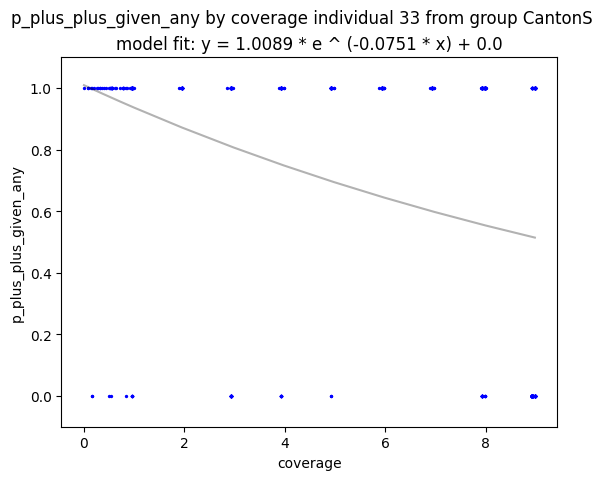 p_plus_plus_given_any by coverage individual 33 from group CantonS
model fit: y = 1.0089 * e ^ (-0.0751 * x) + 0.0
p_plus_plus_given_any
1.0
0.8
0.6
0.4
0.2
0.0
0 2 4 6 8
coverage